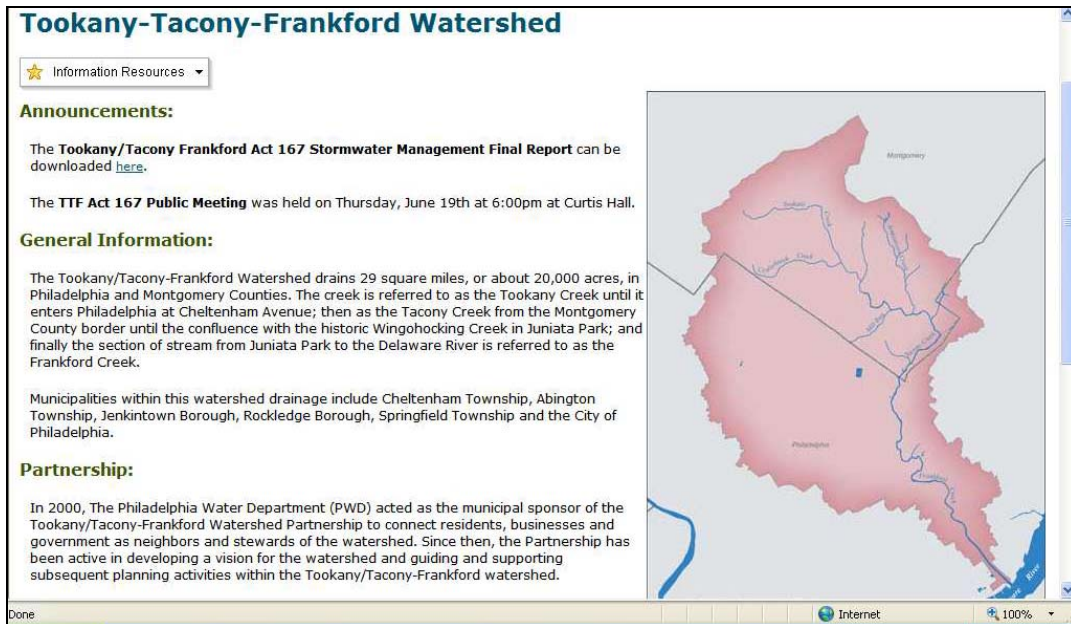 Tookany-Tacony-Frankford Watershed
Information Resources
Announcements:
The Tookany/Tacony Frankford Act 167 Stormwater Management Final Report can be
downloaded here.
The TTF Act 167 Public Meeting was held on Thursday, June 19th at 6:00pm at Curtis Hall.
General Information:
The Tookany/Tacony-Frankford Watershed drains 29 square miles, or about 20,000 acres, in
Philadelphia and Montgomery Counties. The creek is referred to as the Tookany Creek until it
enters Philadelphia at Cheltenham Avenue; then as the Tacony Creek from the Montgomery
County border until the confluence with the historic Wingohocking Creek in Juniata Park; and
finally the section of stream from Juniata Park to the Delaware River is referred to as the
Frankford Creek.
Municipalities within this watershed drainage include Cheltenham Township, Abington
Township, Jenkintown Borough, Rockledge Borough, Springfield Township and the City of
Philadelphia.
Partnership:
In 2000, The Philadelphia Water Department (PWD) acted as the municipal sponsor of the
Tookany/Tacony-Frankford Watershed Partnership to connect residents, businesses and
government as neighbors and stewards of the watershed. Since then, the Partnership has
been active in developing a vision for the watershed and guiding and supporting
subsequent planning activities within the Tookany/Tacony-Frankford watershed.
Montgomery
Creek
Philadelphia
Frankford
River
Done
Internet
100%